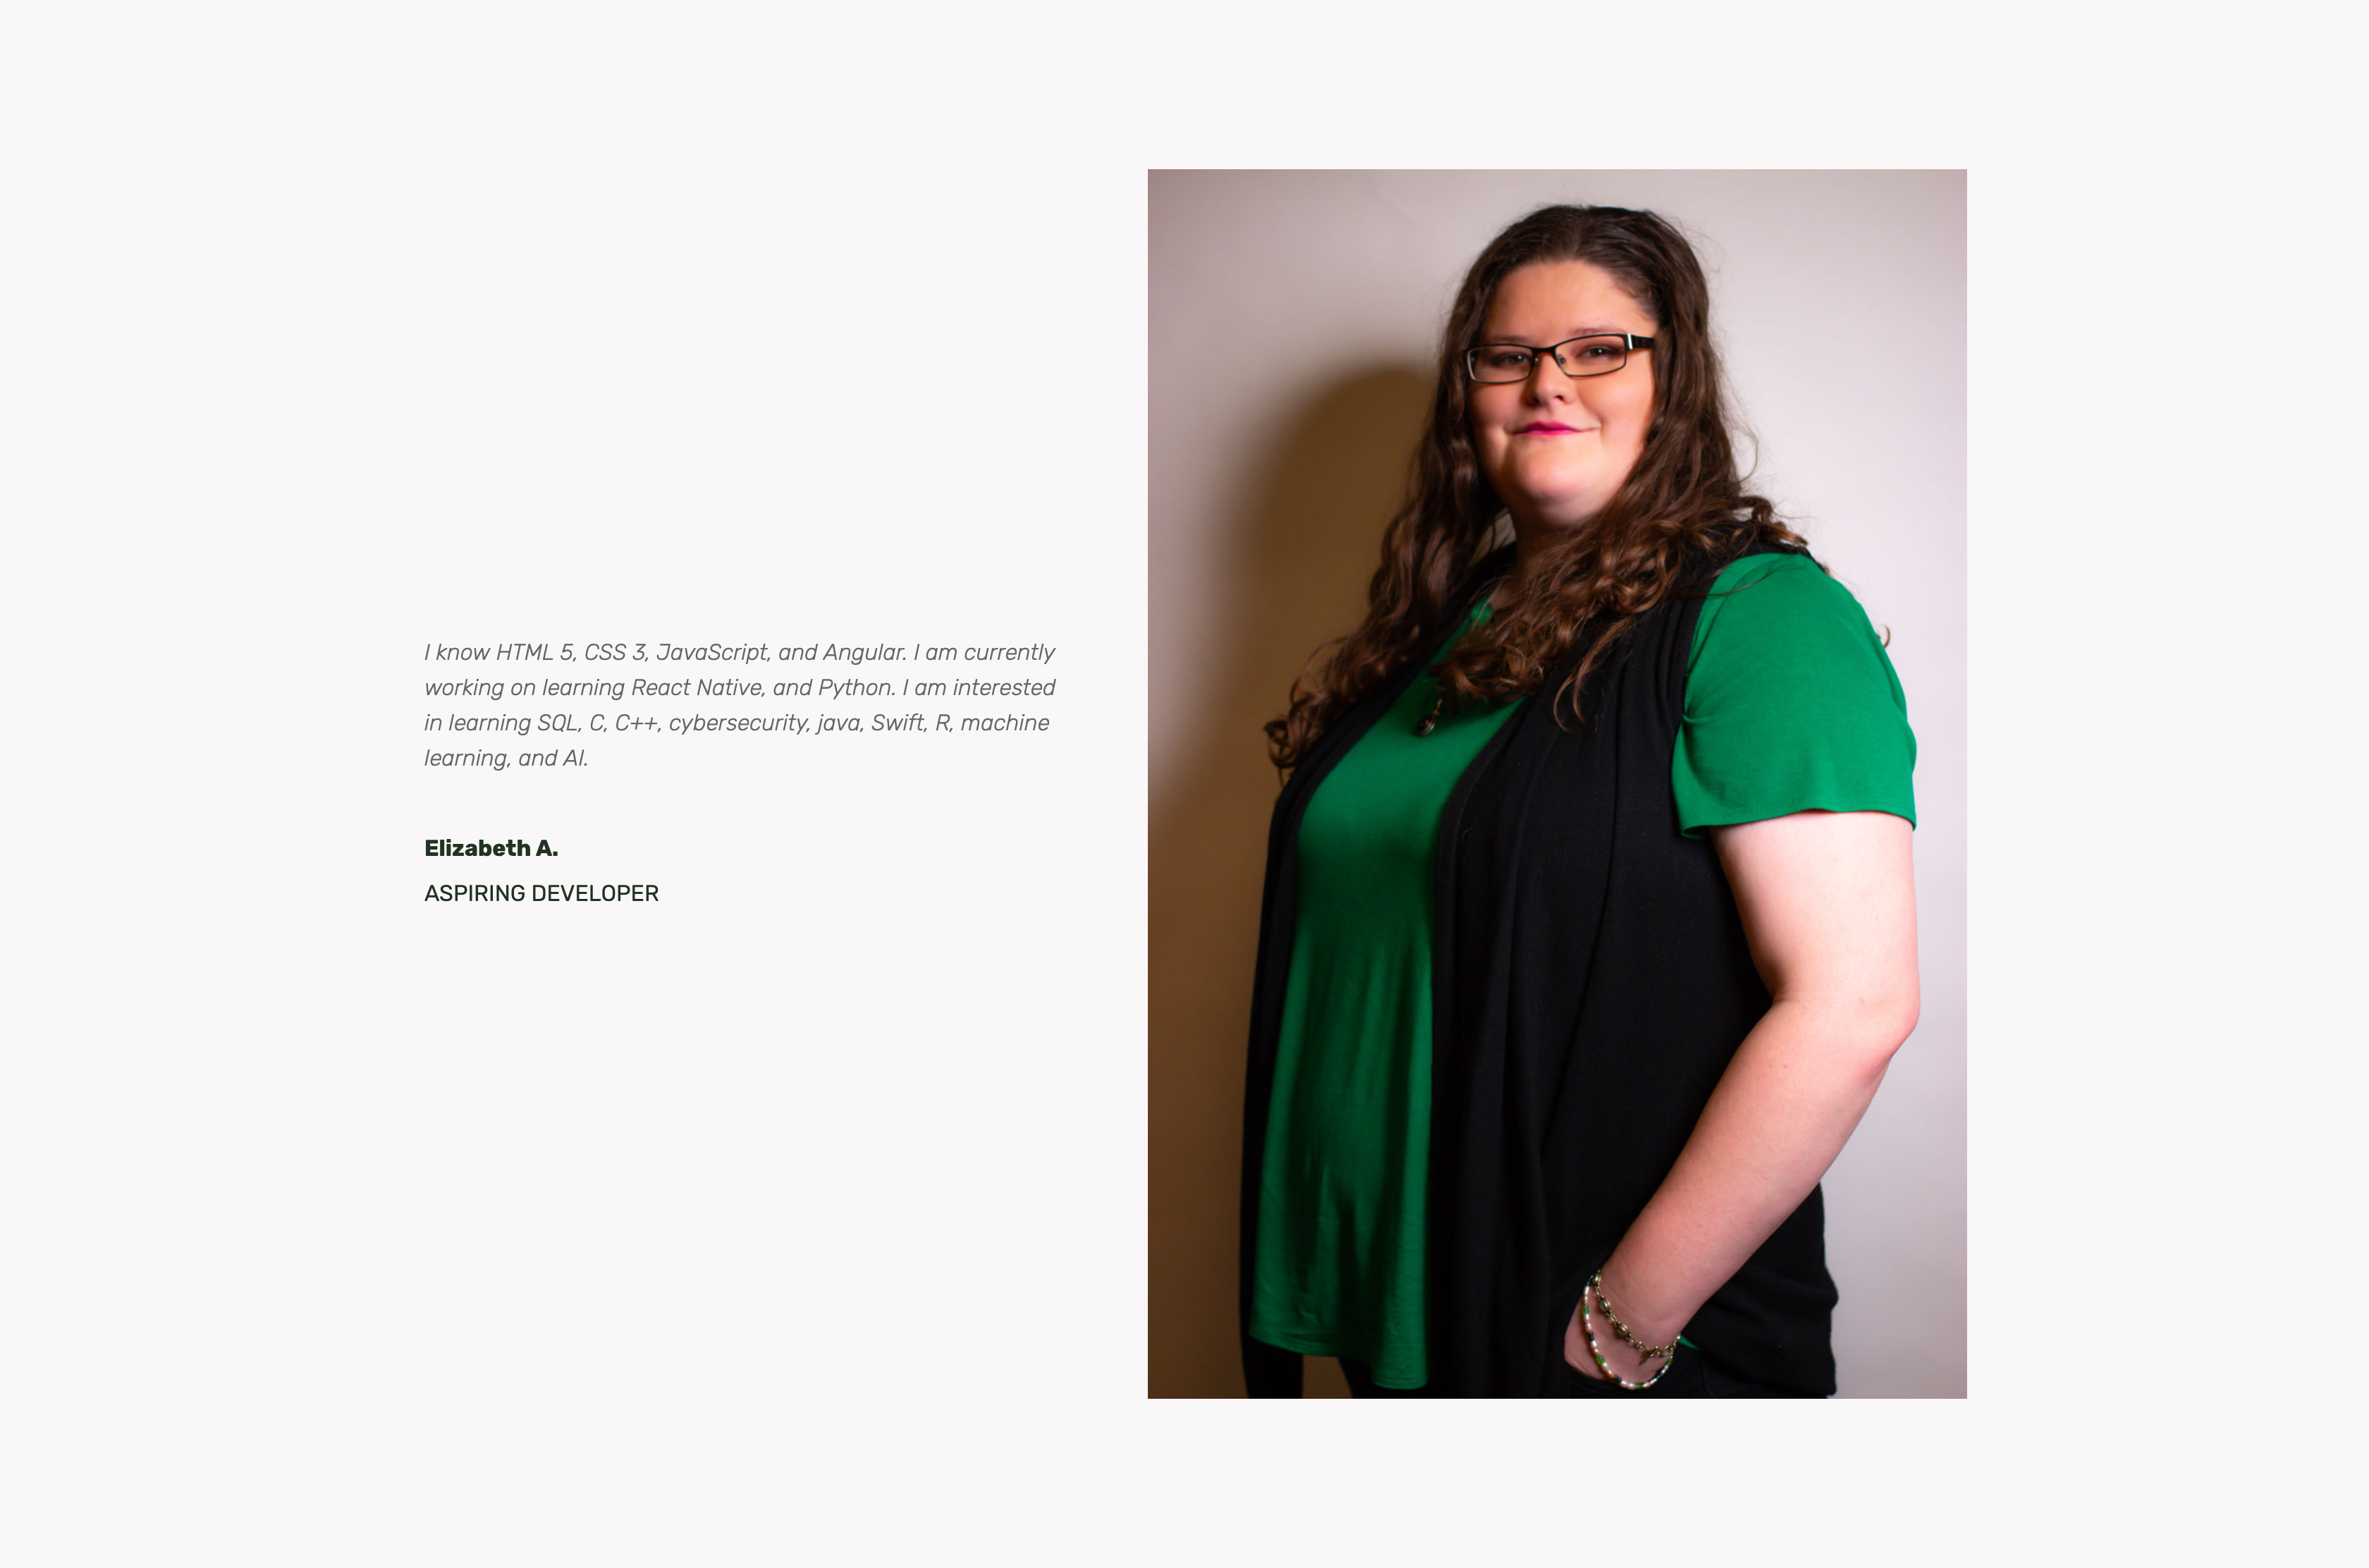 I know HTML 5, CSS 3, JavaScript, and Angular. I am currently
working on learning React Native, and Python. I am interested
in learning SQL, C, C++, cybersecurity, java, Swift, R, machine
learning, and AI.
Elizabeth A.
ASPIRING DEVELOPER